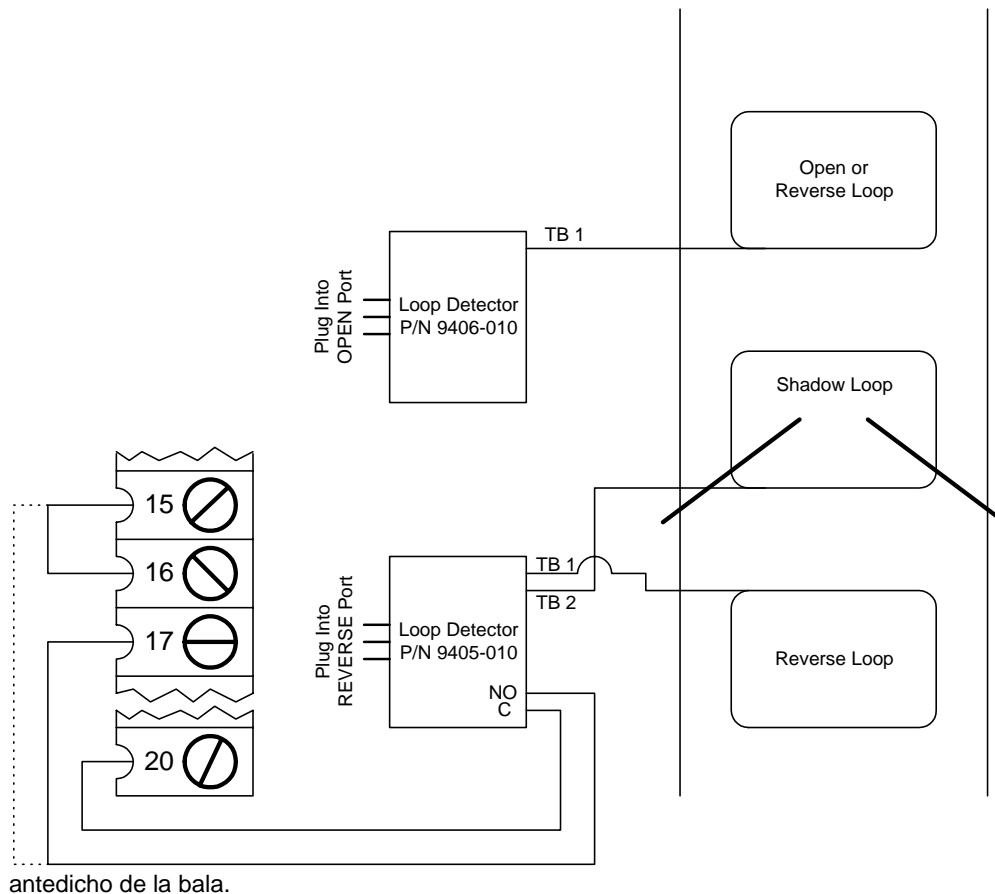 Open or
Reverse Loop
TB 1
Plug Into
OPEN Port
Loop Detector
P/N 9406-010
Shadow Loop
15
16
17
20
TB 1
TB 2
Plug Into
REVERSE Port
Loop Detector
P/N 9405-010
NO
C
Reverse Loop
antedicho de la bala.